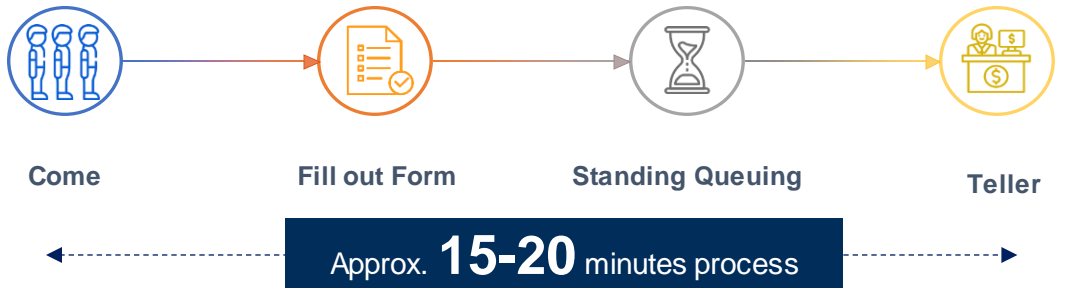 Come
Fill out Form
Standing Queuing
Teller
Approx. 15-20 minutes process
$
$